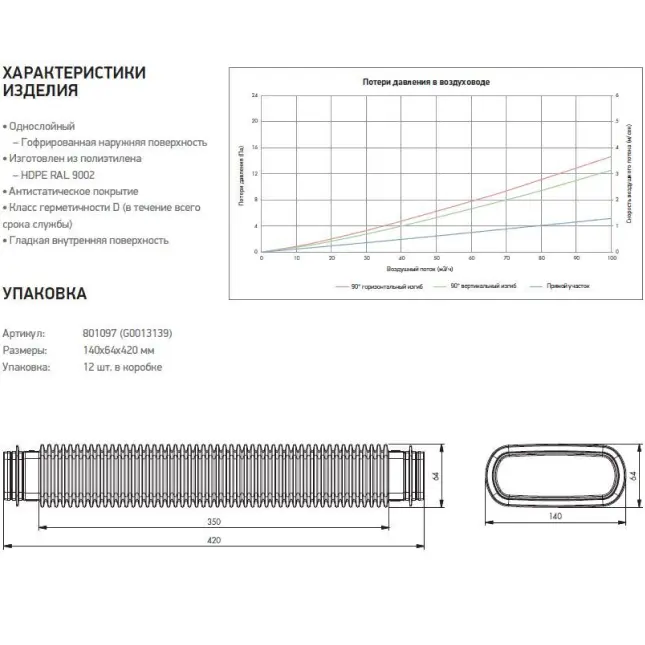 ХАРАКТЕРИСТИКИ
ИЗДЕЛИЯ
• Однослойный
– Гофрированная наружняя поверхность
• Изготовлен из полиэтилена
– HDPE RAL 9002
• Антистатическое покрытие
• Класс герметичности D (в течение всего
срока службы)
• Гладкая внутренняя поверхность
УПАКОВКА
Артикул: 801097 (G0013139)
Размеры: 140x64x420 мм
Упаковка: 12 шт. в коробке
Потери давления в воздуховоде
Потери давления (Па)
24
20
16
12
8
4
0
Скорость воздушного потока (м/сек)
6
5
4
3
2
1
0
0 10 20 30 40 50 60 70 80 90 100
Воздушный поток (м3/ч)
90° горизонтальный изгиб 90° вертикальный изгиб Прямой участок
64
350
420
64
140